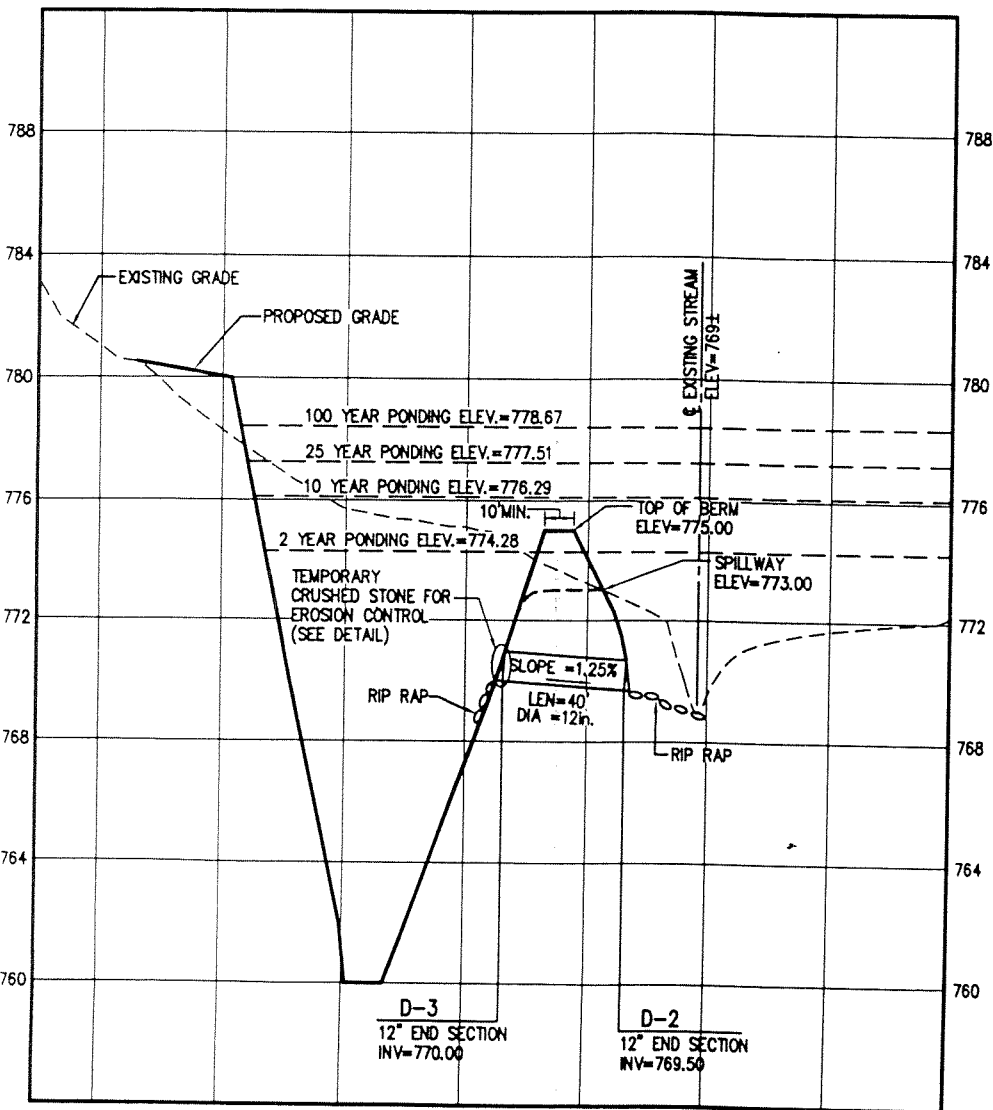 788
788
784
784
EXISTING GRADE
PROPOSED GRADE
℄ EXISTING STREAM
ELEV=769±
780
780
100 YEAR PONDING ELEV.=778.67
25 YEAR PONDING ELEV.=777.51
10 YEAR PONDING ELEV.=776.29
776
776
10'MIN.
TOP OF BERM
ELEV=775.00
2 YEAR PONDING ELEV.=774.28
SPILLWAY
ELEV=773.00
TEMPORARY
CRUSHED STONE FOR
EROSION CONTROL
(SEE DETAIL)
772
772
SLOPE =1.25%
RIP RAP
LEN=40'
DIA =12in.
768
768
RIP RAP
764
764
760
760
D-3
12" END SECTION
INV=770.00
D-2
12" END SECTION
INV=769.50